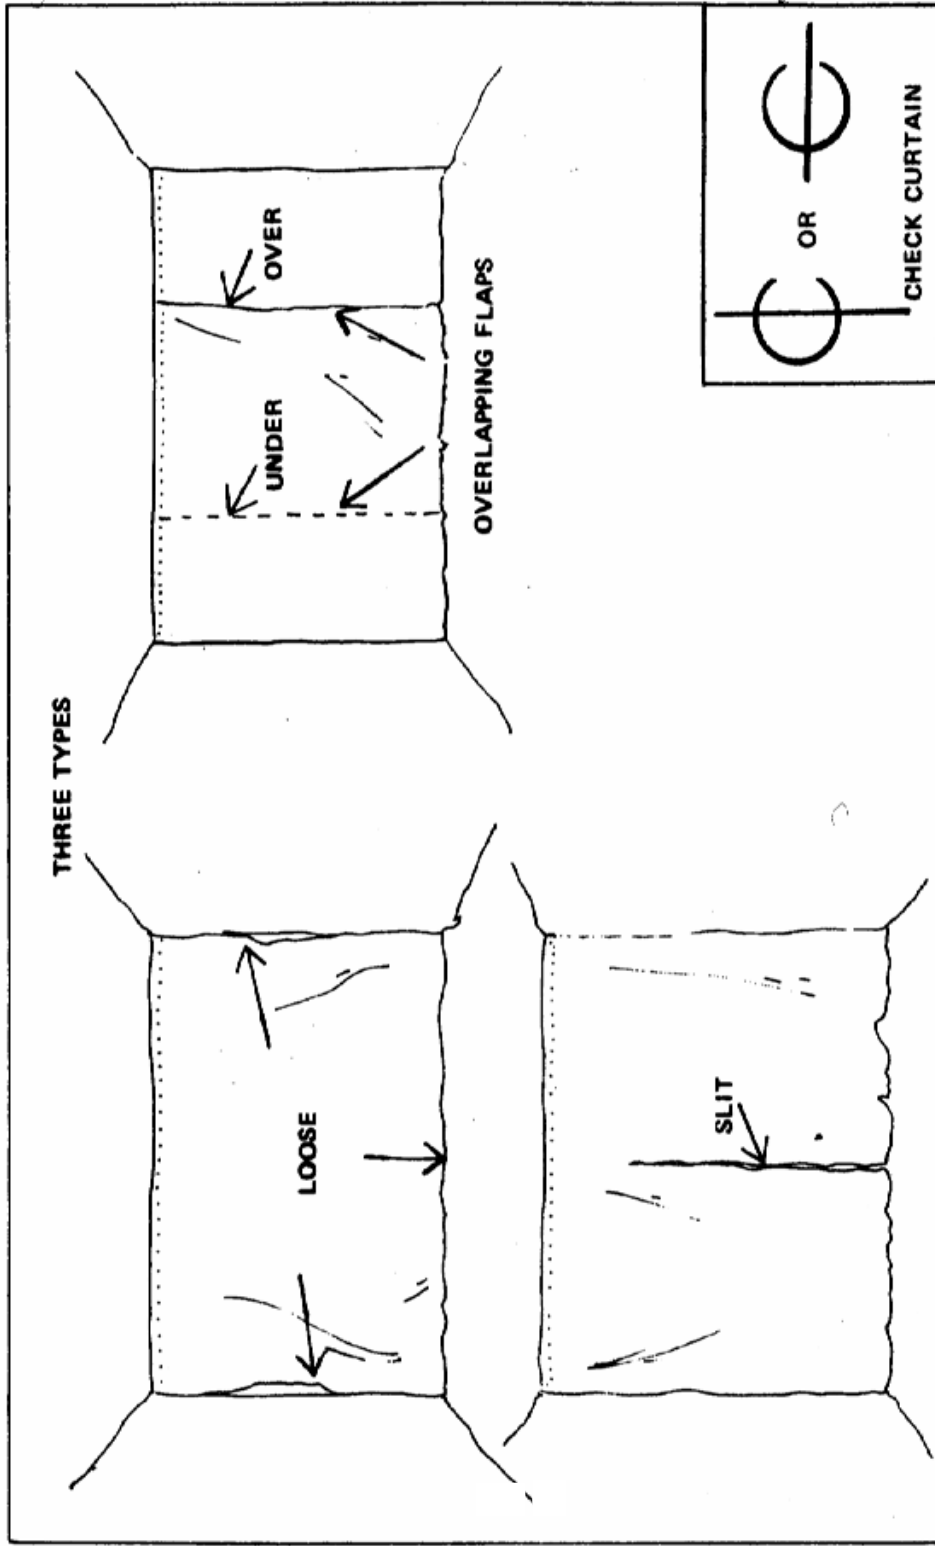 THREE TYPES
LOOSE
UNDER
OVER
OVERLAPPING FLAPS
SLIT
OR
CHECK CURTAIN